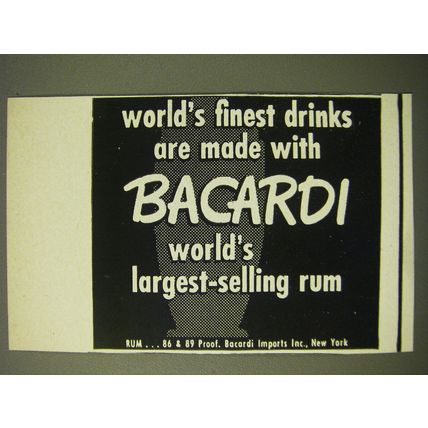 world's finest drinks
are made with
BACARDI
world's
largest-selling rum
RUM . . . 86 & 89 Proof. Bacardi Imports Inc., New York